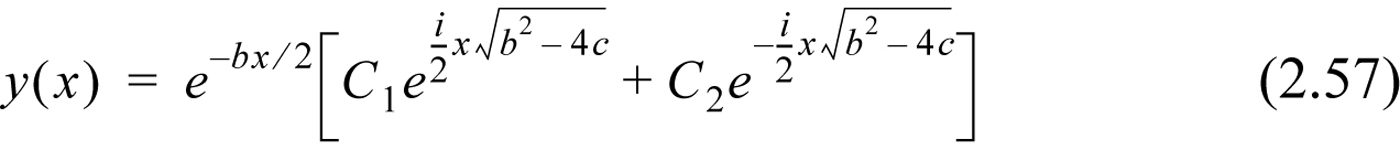 y(x) = e^{-bx/2}[C_1 e^{\frac{i}{2}x\sqrt{b^2-4c}} + C_2 e^{-\frac{i}{2}x\sqrt{b^2-4c}}] (2.57)